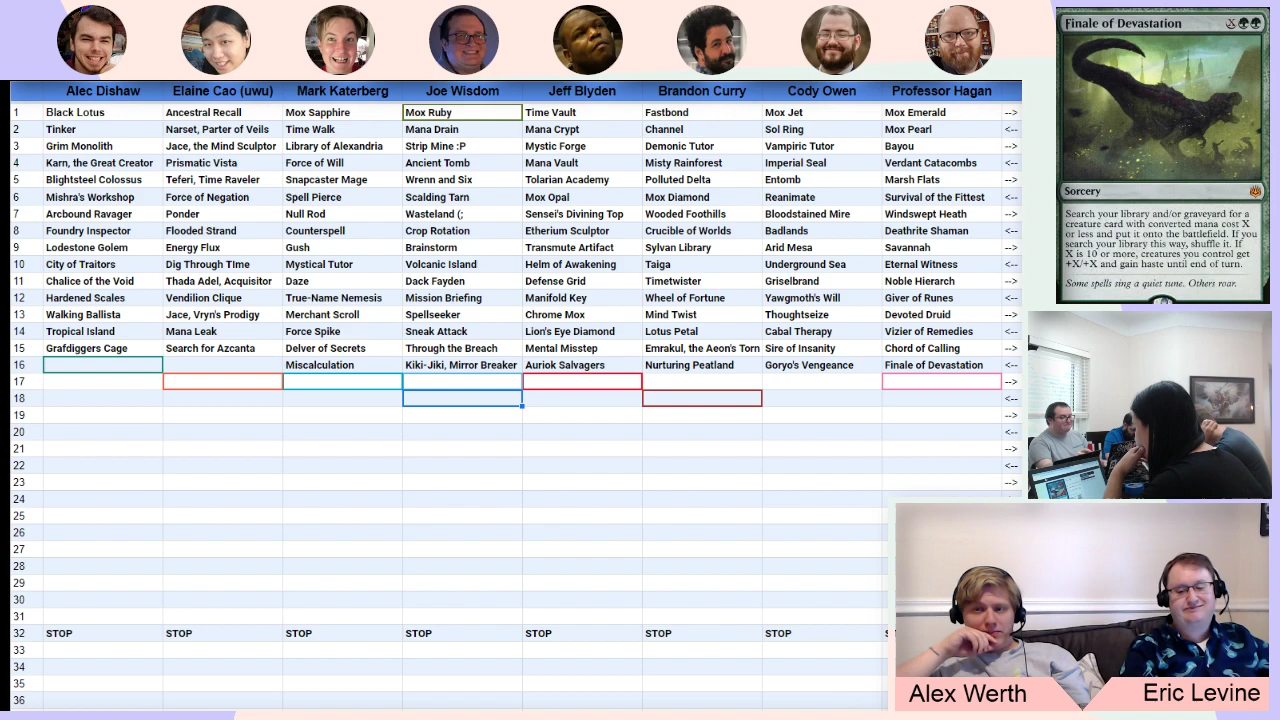 Alec Dishaw Elaine Cao (uwu) Mark Katerberg Joe Wisdom Jeff Blyden Brandon Curry Cody Owen Professor Hagan
1 Black Lotus Ancestral Recall Mox Sapphire Mox Ruby Time Vault Fastbond Mox Jet Mox Emerald -->
2 Tinker Narset, Parter of Veils Time Walk Mana Drain Mana Crypt Channel Sol Ring Mox Pearl <--
3 Grim Monolith Jace, the Mind Sculptor Library of Alexandria Strip Mine :P Mystic Forge Demonic Tutor Vampiric Tutor Bayou -->
4 Karn, the Great Creator Prismatic Vista Force of Will Ancient Tomb Mana Vault Misty Rainforest Imperial Seal Verdant Catacombs <--
5 Blightsteel Colossus Teferi, Time Raveler Snapcaster Mage Wrenn and Six Tolarian Academy Polluted Delta Entomb Marsh Flats -->
6 Mishra's Workshop Force of Negation Spell Pierce Scalding Tarn Mox Opal Mox Diamond Reanimate Survival of the Fittest <--
7 Arcbound Ravager Ponder Null Rod Wasteland (; Sensei's Divining Top Wooded Foothills Bloodstained Mire Windswept Heath -->
8 Foundry Inspector Flooded Strand Counterspell Crop Rotation Etherium Sculptor Crucible of Worlds Badlands Deathrite Shaman <--
9 Lodestone Golem Energy Flux Gush Brainstorm Transmute Artifact Sylvan Library Arid Mesa Savannah -->
10 City of Traitors Dig Through TIme Mystical Tutor Volcanic Island Helm of Awakening Taiga Underground Sea Eternal Witness <--
11 Chalice of the Void Thada Adel, Acquisitor Daze Dack Fayden Defense Grid Timetwister Griselbrand Noble Hierarch -->
12 Hardened Scales Vendilion Clique True-Name Nemesis Mission Briefing Manifold Key Wheel of Fortune Yawgmoth's Will Giver of Runes <--
13 Walking Ballista Jace, Vryn's Prodigy Merchant Scroll Spellseeker Chrome Mox Mind Twist Thoughtseize Devoted Druid -->
14 Tropical Island Mana Leak Force Spike Sneak Attack Lion's Eye Diamond Lotus Petal Cabal Therapy Vizier of Remedies <--
15 Grafdiggers Cage Search for Azcanta Delver of Secrets Through the Breach Mental Misstep Emrakul, the Aeon's Torn Sire of Insanity Chord of Calling -->
16 Miscalculation Kiki-Jiki, Mirror Breaker Auriok Salvagers Nurturing Peatland Goryo's Vengeance Finale of Devastation <--
17 -->
18 <--
19 -->
20 <--
21 -->
22 <--
23 -->
24
25
26
27
28
29
30
31
32 STOP STOP STOP STOP STOP STOP STOP
33
34
35
36
Finale of Devastation X
Sorcery
Search your library and/or graveyard for a
creature card with converted mana cost X
or less and put it onto the battlefield. If you
search your library this way, shuffle it. If
X is 10 or more, creatures you control get
+X/+X and gain haste until end of turn.
Some spells sing a quiet tune. Others roar.
Alex Werth
Eric Levine